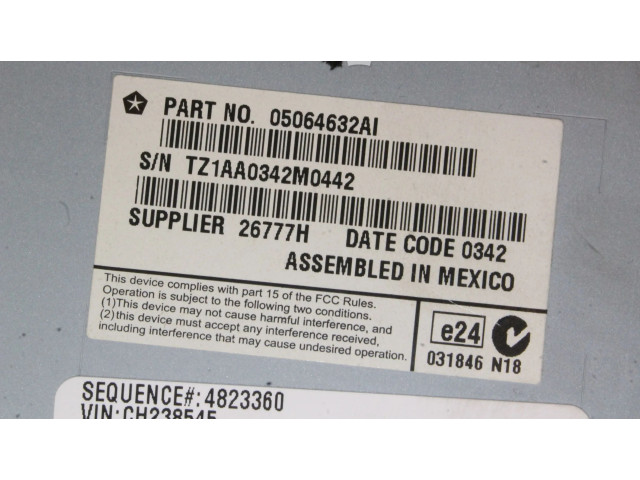 PART NO. 05064632AI
S/N TZ1AA0342M0442
SUPPLIER 26777H DATE CODE 0342
ASSEMBLED IN MEXICO
This device complies with part 15 of the FCC Rules.
Operation is subject to the following two conditions.
(1)This device may not cause harmful interference, and
(2)this device must accept any interference received,
including interference that may cause undesired operation.
e24
031846 N18
SEQUENCE#:4823360
VIN:CH238545